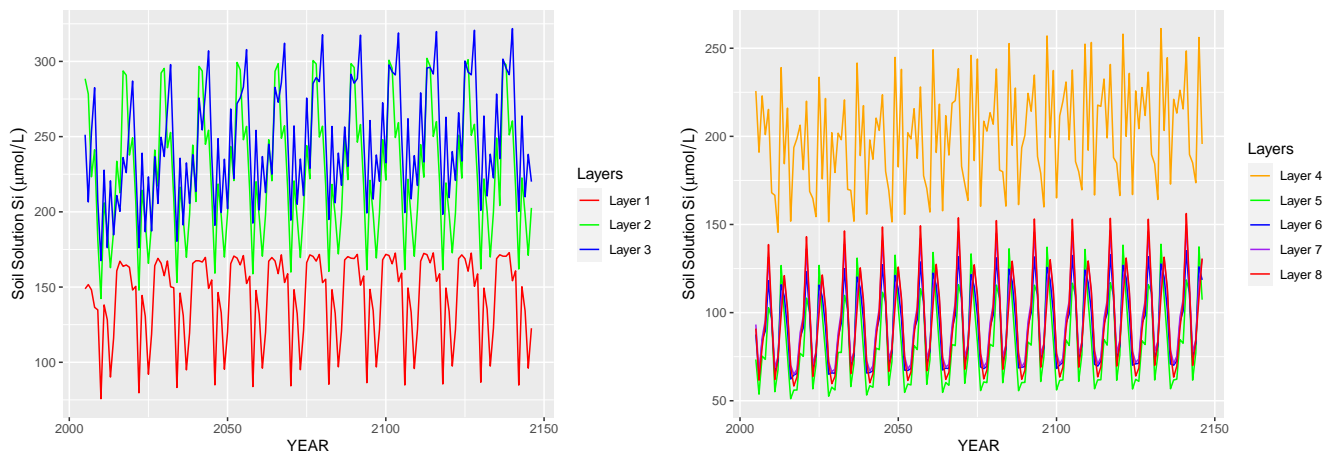 Soil Solution Si (µmol/L)
300
250
200
150
100
2000
2050
2100
2150
YEAR
Layers
Layer 1
Layer 2
Layer 3
Soil Solution Si (µmol/L)
250
200
150
100
50
2000
2050
2100
2150
YEAR
Layers
Layer 4
Layer 5
Layer 6
Layer 7
Layer 8